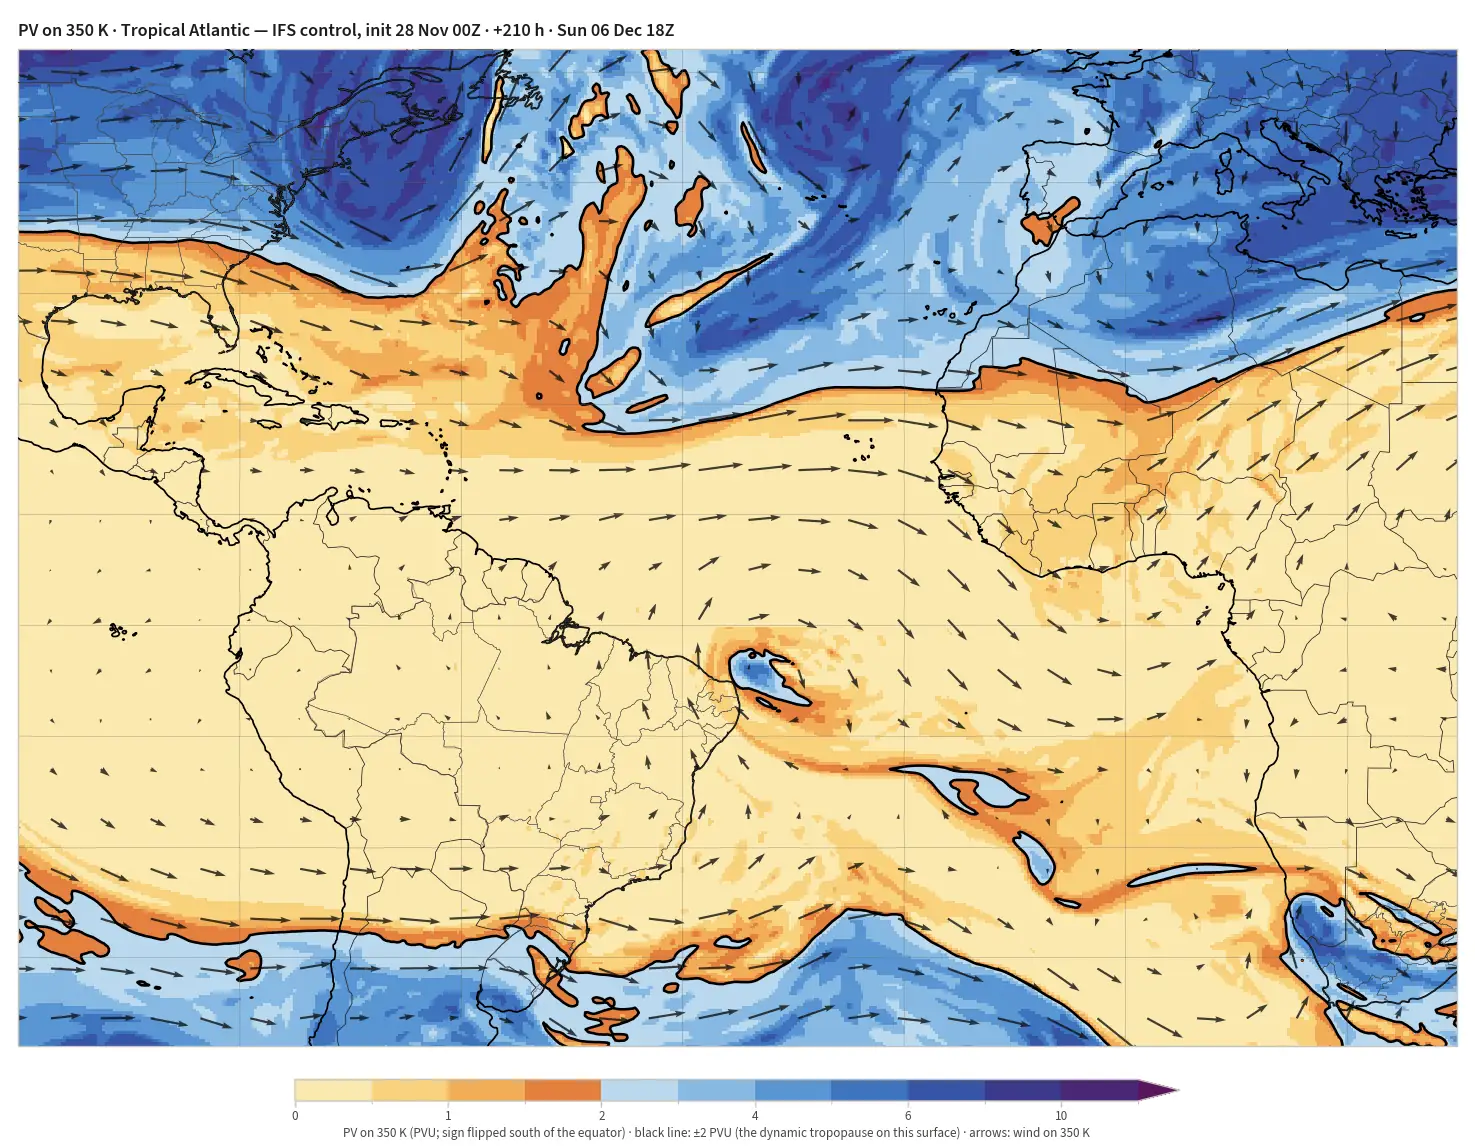 PV on 350 K · Tropical Atlantic — IFS control, init 28 Nov 00Z · +210 h · Sun 06 Dec 18Z
0 1 2 4 6 10
PV on 350 K (PVU; sign flipped south of the equator) · black line: ±2 PVU (the dynamic tropopause on this surface) · arrows: wind on 350 K